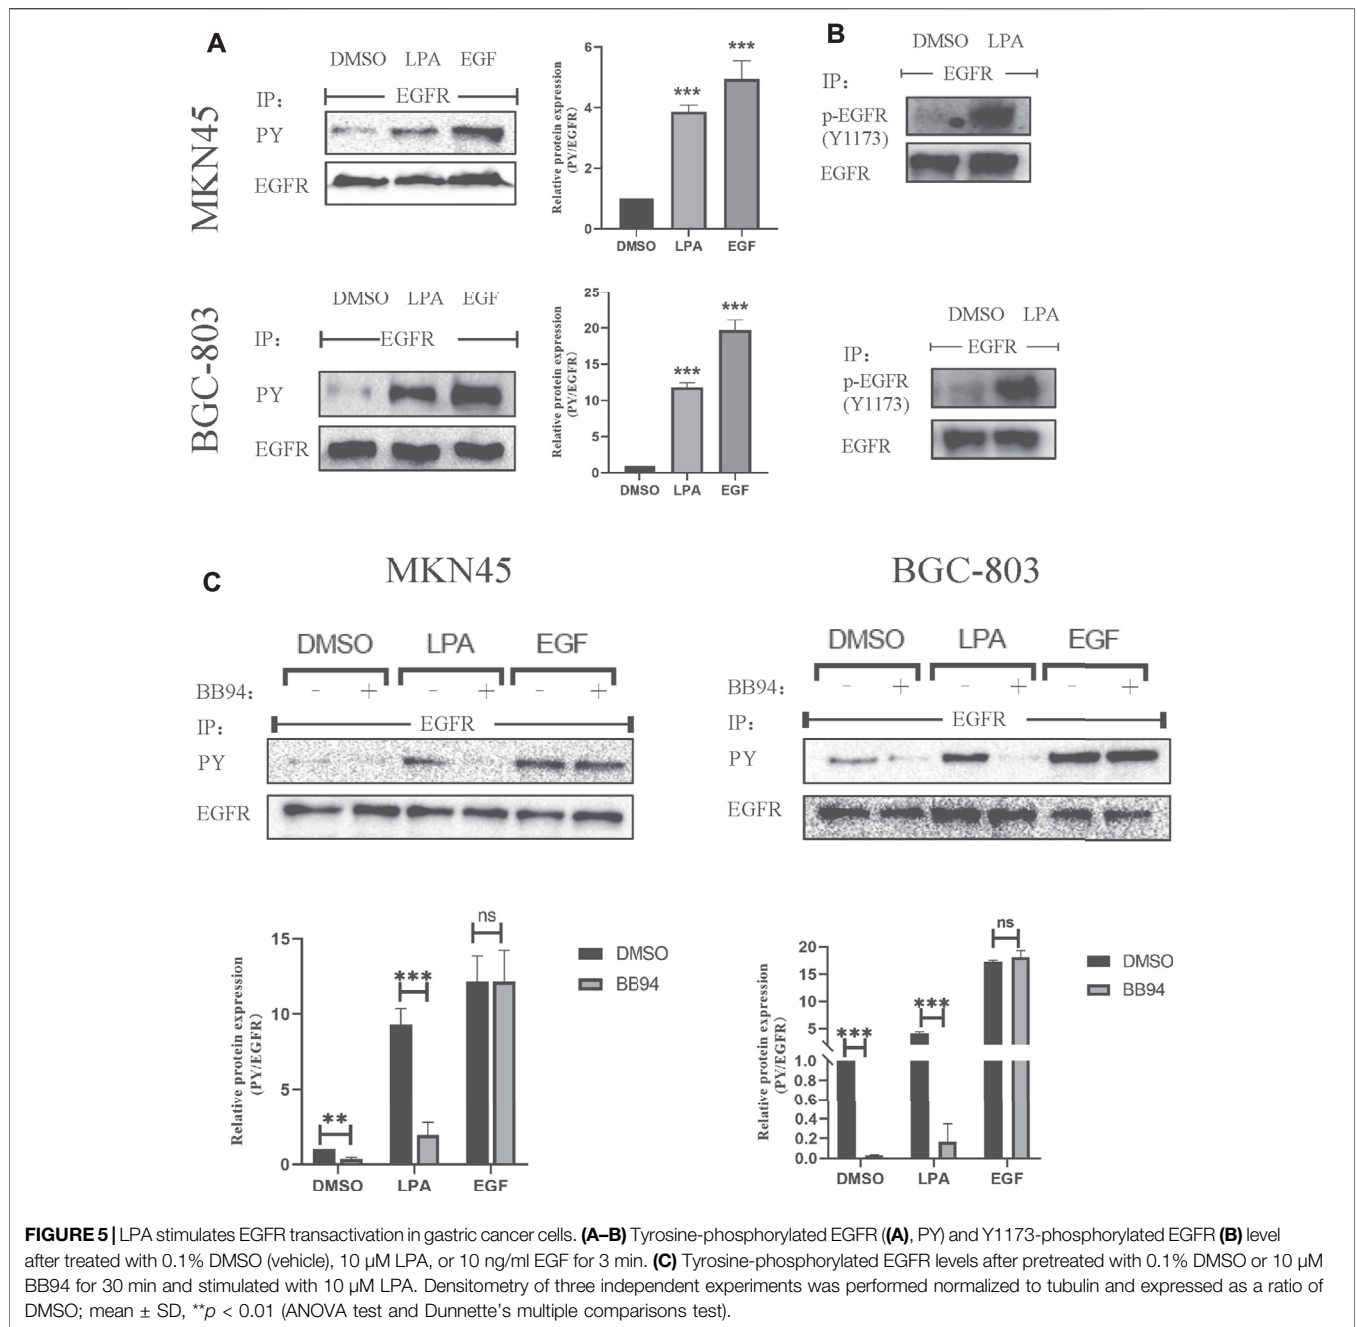 A
DMSO LPA EGF
IP: EGFR
PY
EGFR
MKN45
Relative protein expression
(PY/EGFR)
6
4
2
0
DMSO LPA EGF
***
***
B
DMSO LPA
IP: EGFR
p-EGFR
(Y1173)
EGFR
BGC-803
DMSO LPA EGF
IP: EGFR
PY
EGFR
Relative protein expression
(PY/EGFR)
25
20
15
10
5
0
DMSO LPA EGF
***
***
DMSO LPA
IP: EGFR
p-EGFR
(Y1173)
EGFR
C
MKN45
DMSO LPA EGF
BB94: - + - + - +
IP: EGFR
PY
EGFR
Relative protein expression
(PY/EGFR)
15
10
5
0
**
***
ns
DMSO LPA EGF
DMSO
BB94
BGC-803
DMSO LPA EGF
BB94: - + - + - +
IP: EGFR
PY
EGFR
Relative protein expression
(PY/EGFR)
20
15
10
5
1.0
0.8
0.6
0.4
0.2
0.0
***
***
ns
DMSO LPA EGF
DMSO
BB94
FIGURE 5 | LPA stimulates EGFR transactivation in gastric cancer cells. (A–B) Tyrosine-phosphorylated EGFR ((A), PY) and Y1173-phosphorylated EGFR (B) level
after treated with 0.1% DMSO (vehicle), 10 µM LPA, or 10 ng/ml EGF for 3 min. (C) Tyrosine-phosphorylated EGFR levels after pretreated with 0.1% DMSO or 10 µM
BB94 for 30 min and stimulated with 10 µM LPA. Densitometry of three independent experiments was performed normalized to tubulin and expressed as a ratio of
DMSO; mean ± SD, **p < 0.01 (ANOVA test and Dunnette's multiple comparisons test).